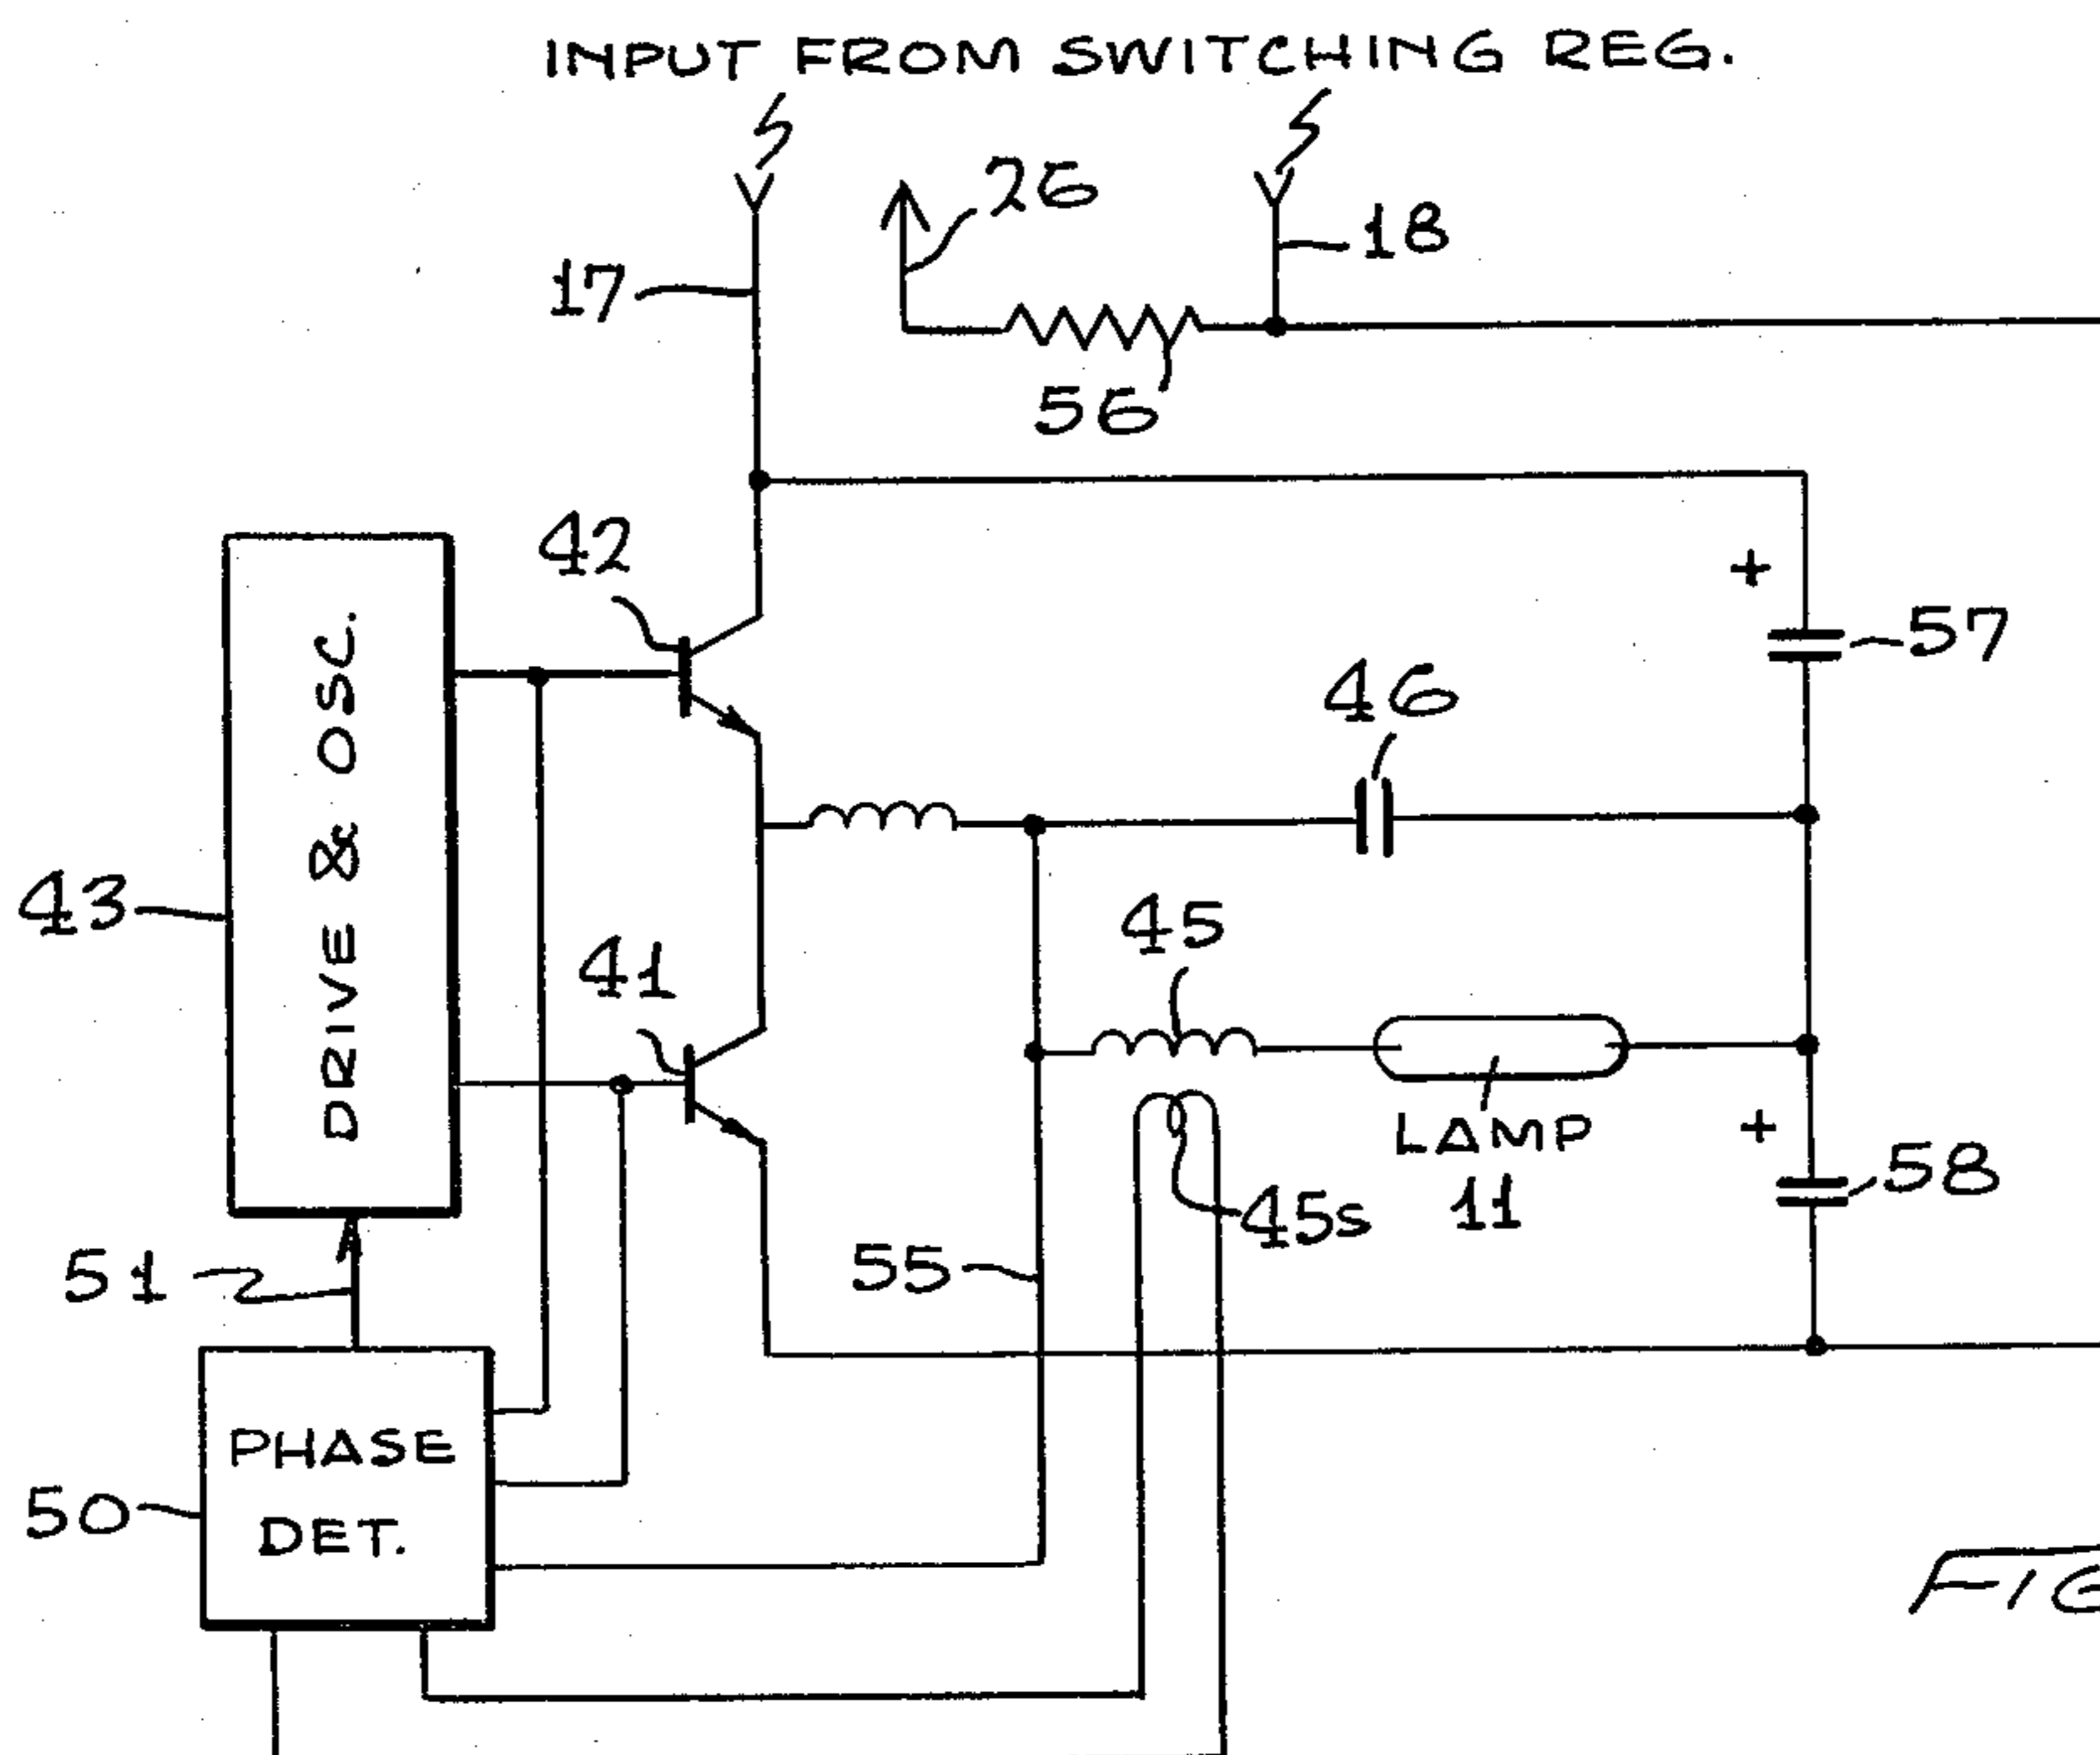 INPUT FROM SWITCHING REG.
26
18
17
56
42
DRIVE & OSC.
57
46
43
45
41
LAMP
11
+
+
58
45s
55
51
PHASE
DET.
50
FIG